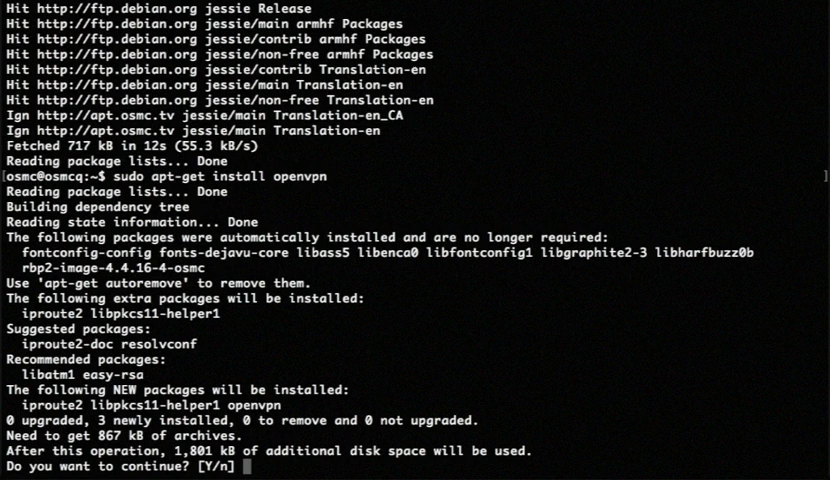 Hit http://ftp.debian.org jessie Release
Hit http://ftp.debian.org jessie/main armhf Packages
Hit http://ftp.debian.org jessie/contrib armhf Packages
Hit http://ftp.debian.org jessie/non-free armhf Packages
Hit http://ftp.debian.org jessie/contrib Translation-en
Hit http://ftp.debian.org jessie/main Translation-en
Hit http://ftp.debian.org jessie/non-free Translation-en
Ign http://apt.osmc.tv jessie/main Translation-en_CA
Ign http://apt.osmc.tv jessie/main Translation-en
Fetched 717 kB in 12s (55.3 kB/s)
Reading package lists... Done
[osmc@osmcq:~$ sudo apt-get install openvpn ]
Reading package lists... Done
Building dependency tree
Reading state information... Done
The following packages were automatically installed and are no longer required:
  fontconfig-config fonts-dejavu-core libass5 libenca0 libfontconfig1 libgraphite2-3 libharfbuzz0b
  rbp2-image-4.4.16-4-osmc
Use 'apt-get autoremove' to remove them.
The following extra packages will be installed:
  iproute2 libpkcs11-helper1
Suggested packages:
  iproute2-doc resolvconf
Recommended packages:
  libatm1 easy-rsa
The following NEW packages will be installed:
  iproute2 libpkcs11-helper1 openvpn
0 upgraded, 3 newly installed, 0 to remove and 0 not upgraded.
Need to get 867 kB of archives.
After this operation, 1,801 kB of additional disk space will be used.
Do you want to continue? [Y/n]